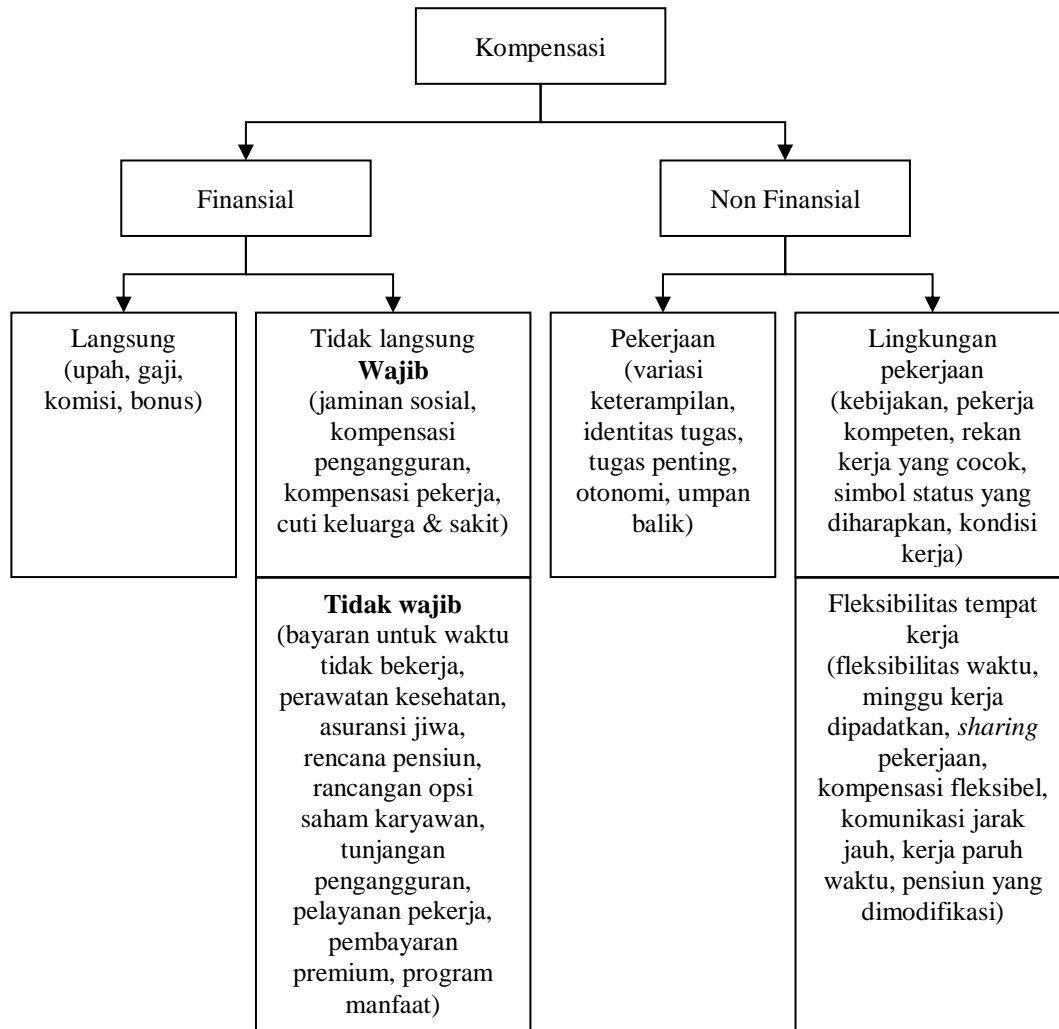 Kompensasi
Finansial
Non Finansial
Langsung
(upah, gaji,
komisi, bonus)
Tidak langsung
Wajib
(jaminan sosial,
kompensasi
pengangguran,
kompensasi pekerja,
cuti keluarga & sakit)
Tidak wajib
(bayaran untuk waktu
tidak bekerja,
perawatan kesehatan,
asuransi jiwa,
rencana pensiun,
rancangan opsi
saham karyawan,
tunjangan
pengangguran,
pelayanan pekerja,
pembayaran
premium, program
manfaat)
Pekerjaan
(variasi
keterampilan,
identitas tugas,
tugas penting,
otonomi, umpan
balik)
Lingkungan
pekerjaan
(kebijakan, pekerja
kompeten, rekan
kerja yang cocok,
simbol status yang
diharapkan, kondisi
kerja)
Fleksibilitas tempat
kerja
(fleksibilitas waktu,
minggu kerja
dipadatkan, sharing
pekerjaan,
kompensasi fleksibel,
komunikasi jarak
jauh, kerja paruh
waktu, pensiun yang
dimodifikasi)